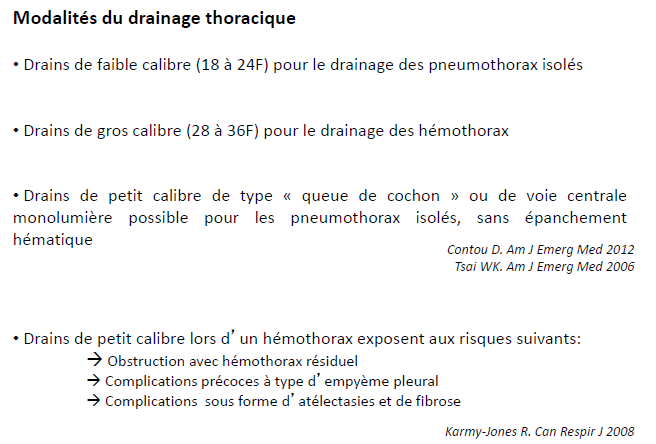 Modalités du drainage thoracique
• Drains de faible calibre (18 à 24F) pour le drainage des pneumothorax isolés
• Drains de gros calibre (28 à 36F) pour le drainage des hémothorax
• Drains de petit calibre de type « queue de cochon » ou de voie centrale
monolumière possible pour les pneumothorax isolés, sans épanchement
hématique
Contou D. Am J Emerg Med 2012
Tsai WK. Am J Emerg Med 2006
• Drains de petit calibre lors d’ un hémothorax exposent aux risques suivants:
→ Obstruction avec hémothorax résiduel
→ Complications précoces à type d’ empyème pleural
→ Complications sous forme d’ atélectasies et de fibrose
Karmy-Jones R. Can Respir J 2008